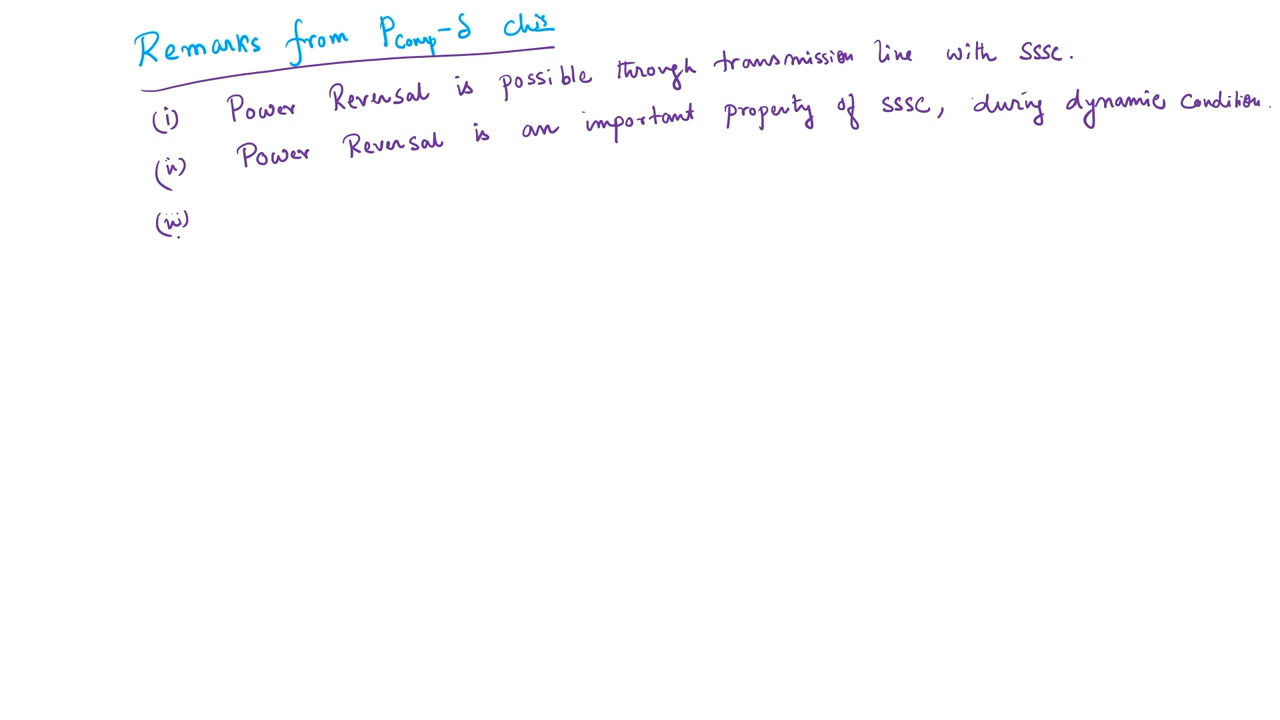 Remarks from PComp-δ chis
(i) Power Reversal is possible through transmission line with SSSC.
(ii) Power Reversal is an important property of SSSC, during dynamic condition.
(iii)